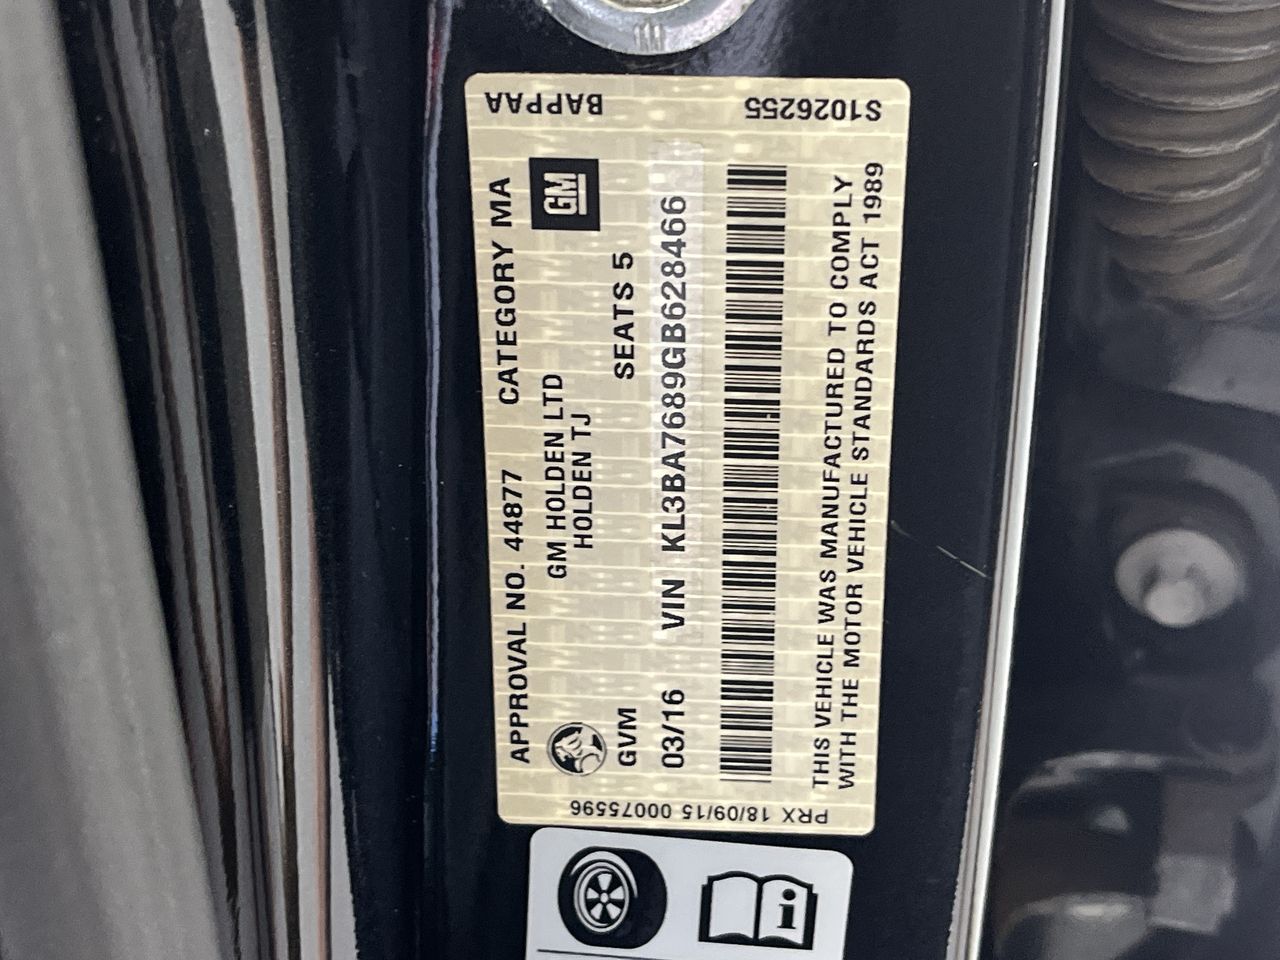 BAPPAA
S1026255
APPROVAL NO. 44877 CATEGORY MA
GM HOLDEN LTD
HOLDEN TJ
GM
GVM SEATS 5
03/16 VIN KL3BA7689GB628466
THIS VEHICLE WAS MANUFACTURED TO COMPLY
WITH THE MOTOR VEHICLE STANDARDS ACT 1989
PRX 18/09/15 00075596
i